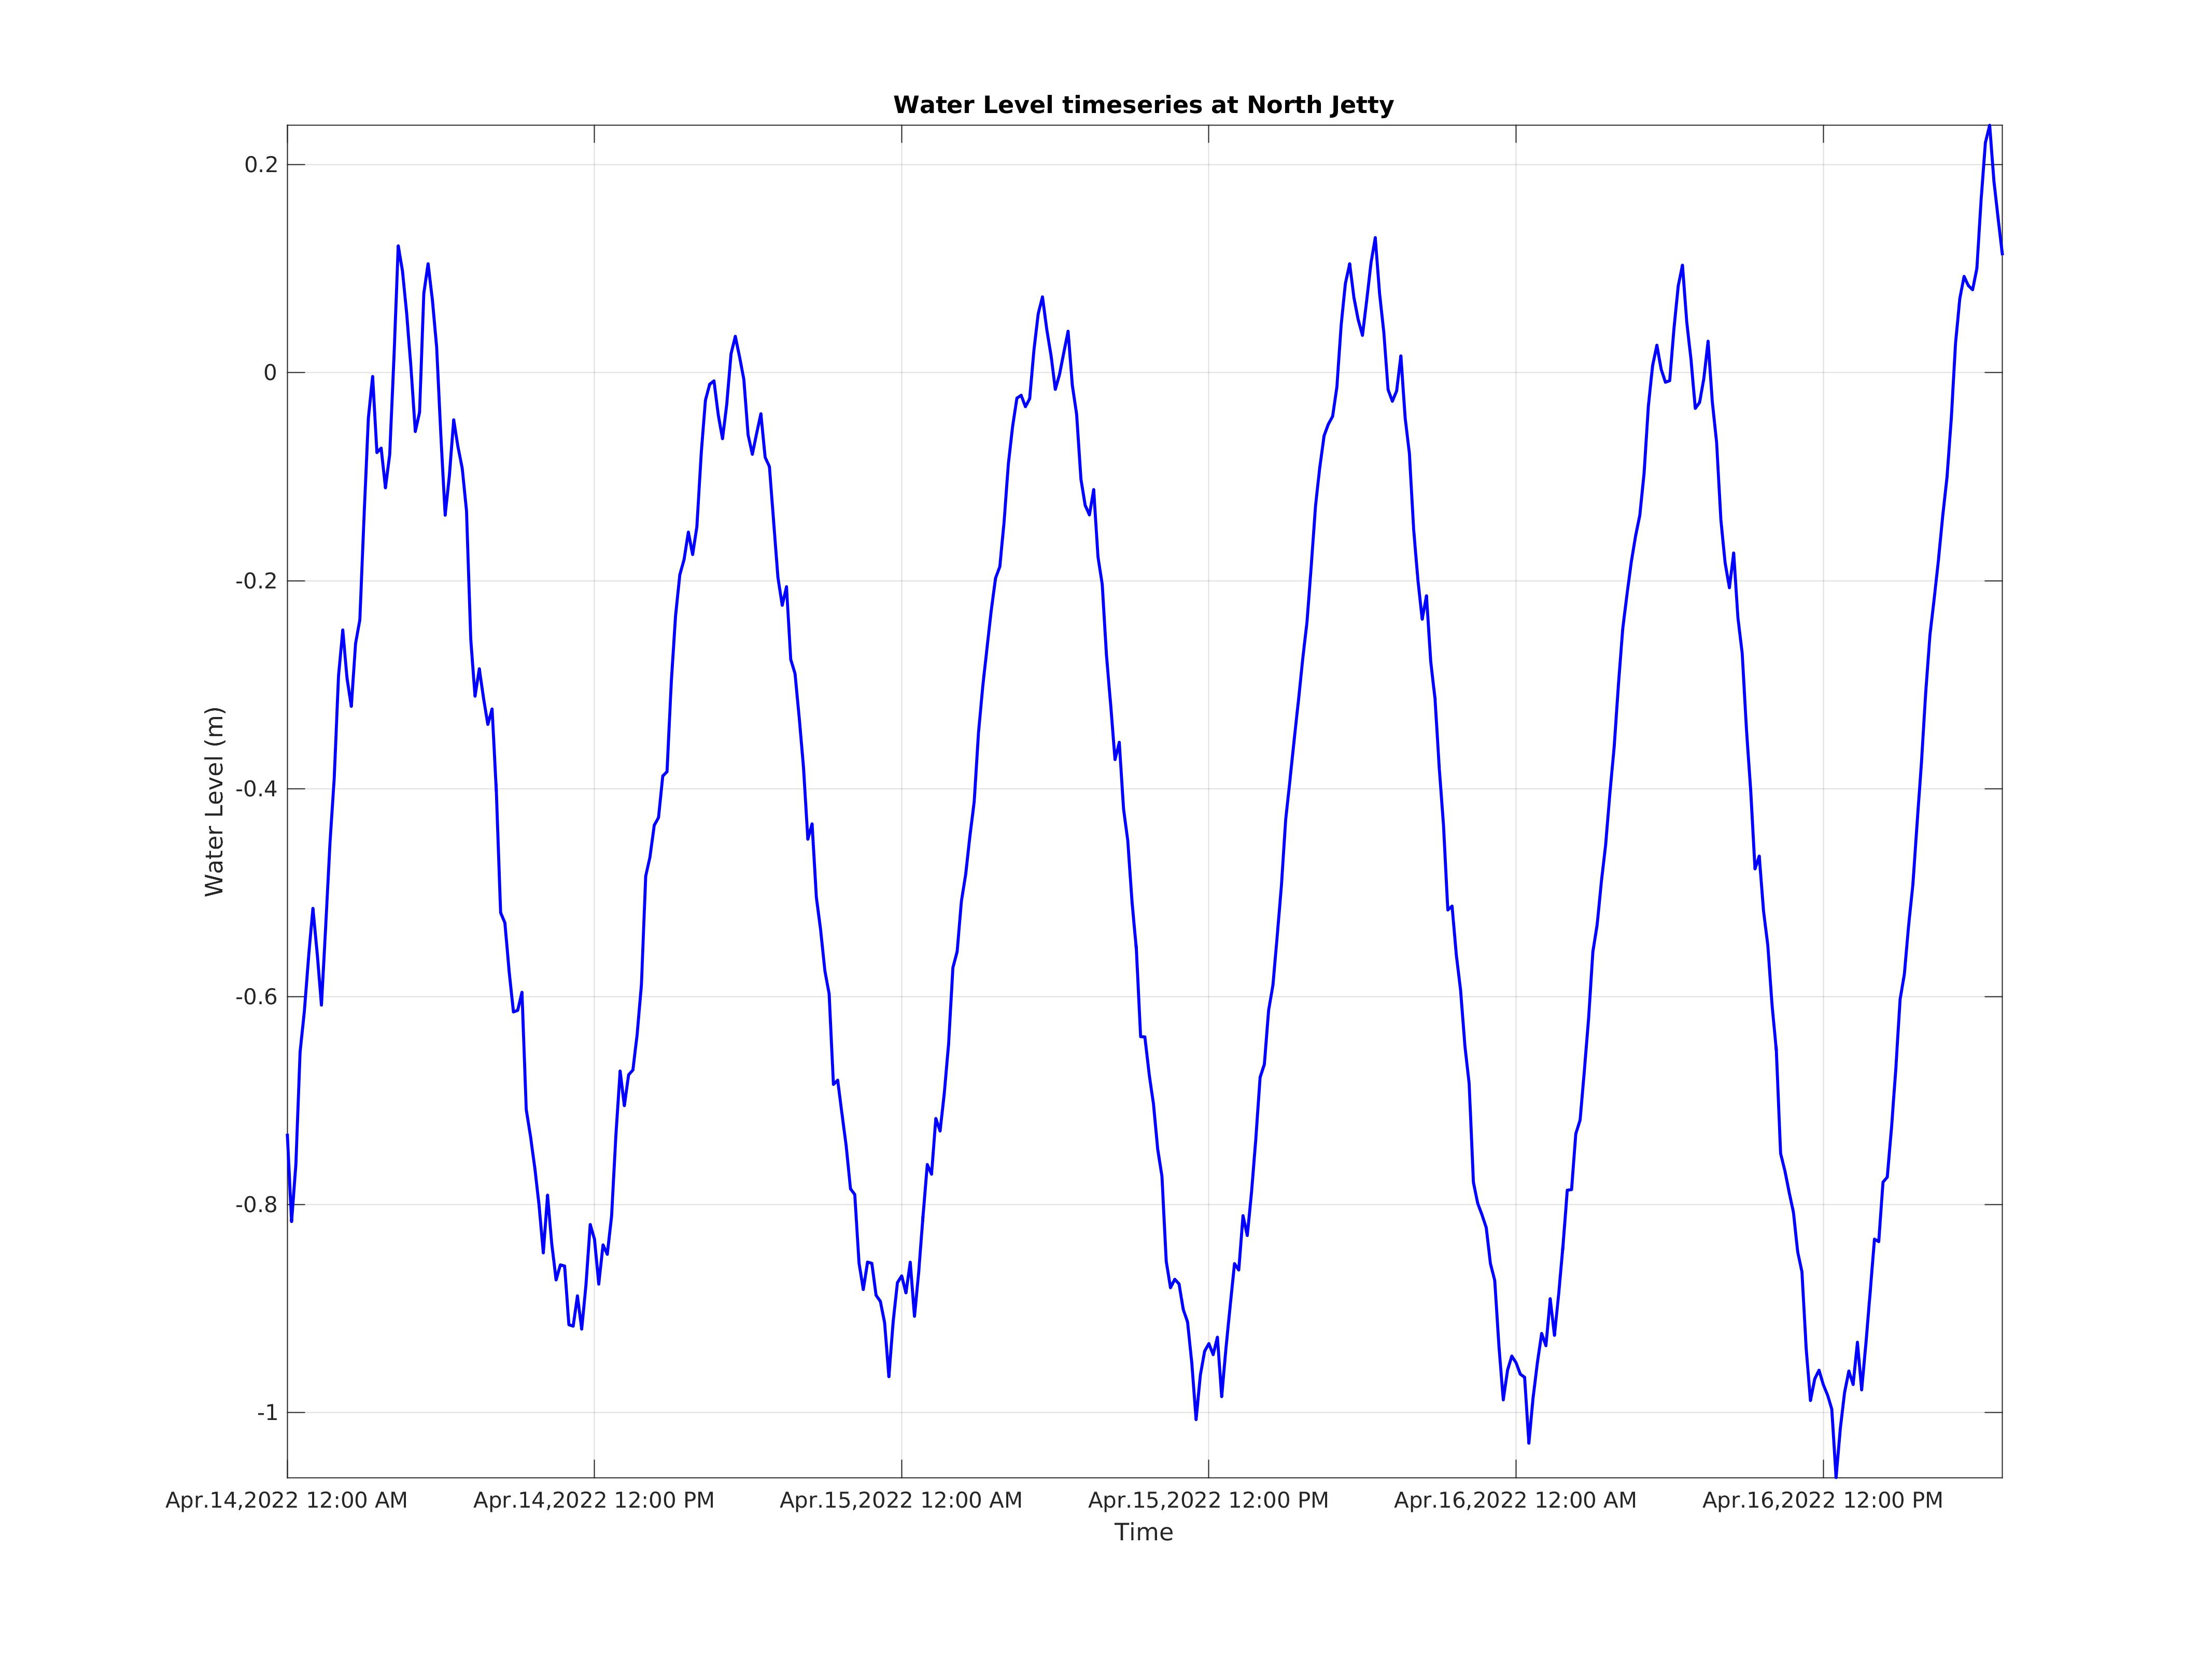 Water Level timeseries at North Jetty
0.2
0
-0.2
-0.4
-0.6
-0.8
-1
Water Level (m)
Apr.14,2022 12:00 AM Apr.14,2022 12:00 PM Apr.15,2022 12:00 AM Apr.15,2022 12:00 PM Apr.16,2022 12:00 AM Apr.16,2022 12:00 PM
Time